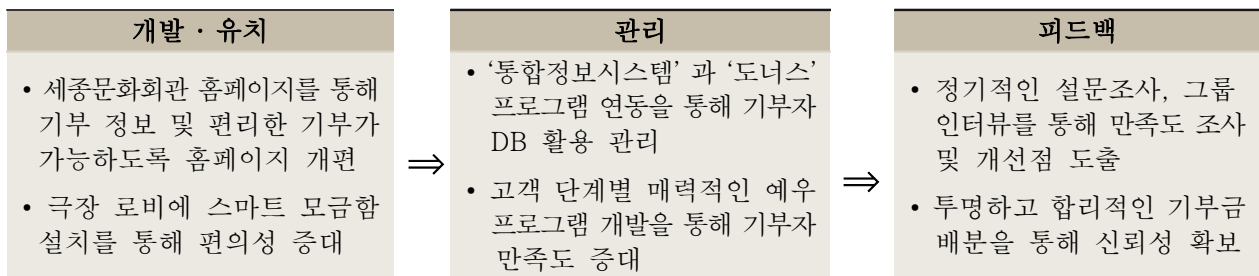 개발 · 유치
• 세종문화회관 홈페이지를 통해
기부 정보 및 편리한 기부가
가능하도록 홈페이지 개편
• 극장 로비에 스마트 모금함
설치를 통해 편의성 증대
⇒
관리
• ‘통합정보시스템’ 과 ‘도너스’
프로그램 연동을 통해 기부자
DB 활용 관리
• 고객 단계별 매력적인 예우
프로그램 개발을 통해 기부자
만족도 증대
⇒
피드백
• 정기적인 설문조사, 그룹
인터뷰를 통해 만족도 조사
및 개선점 도출
• 투명하고 합리적인 기부금
배분을 통해 신뢰성 확보